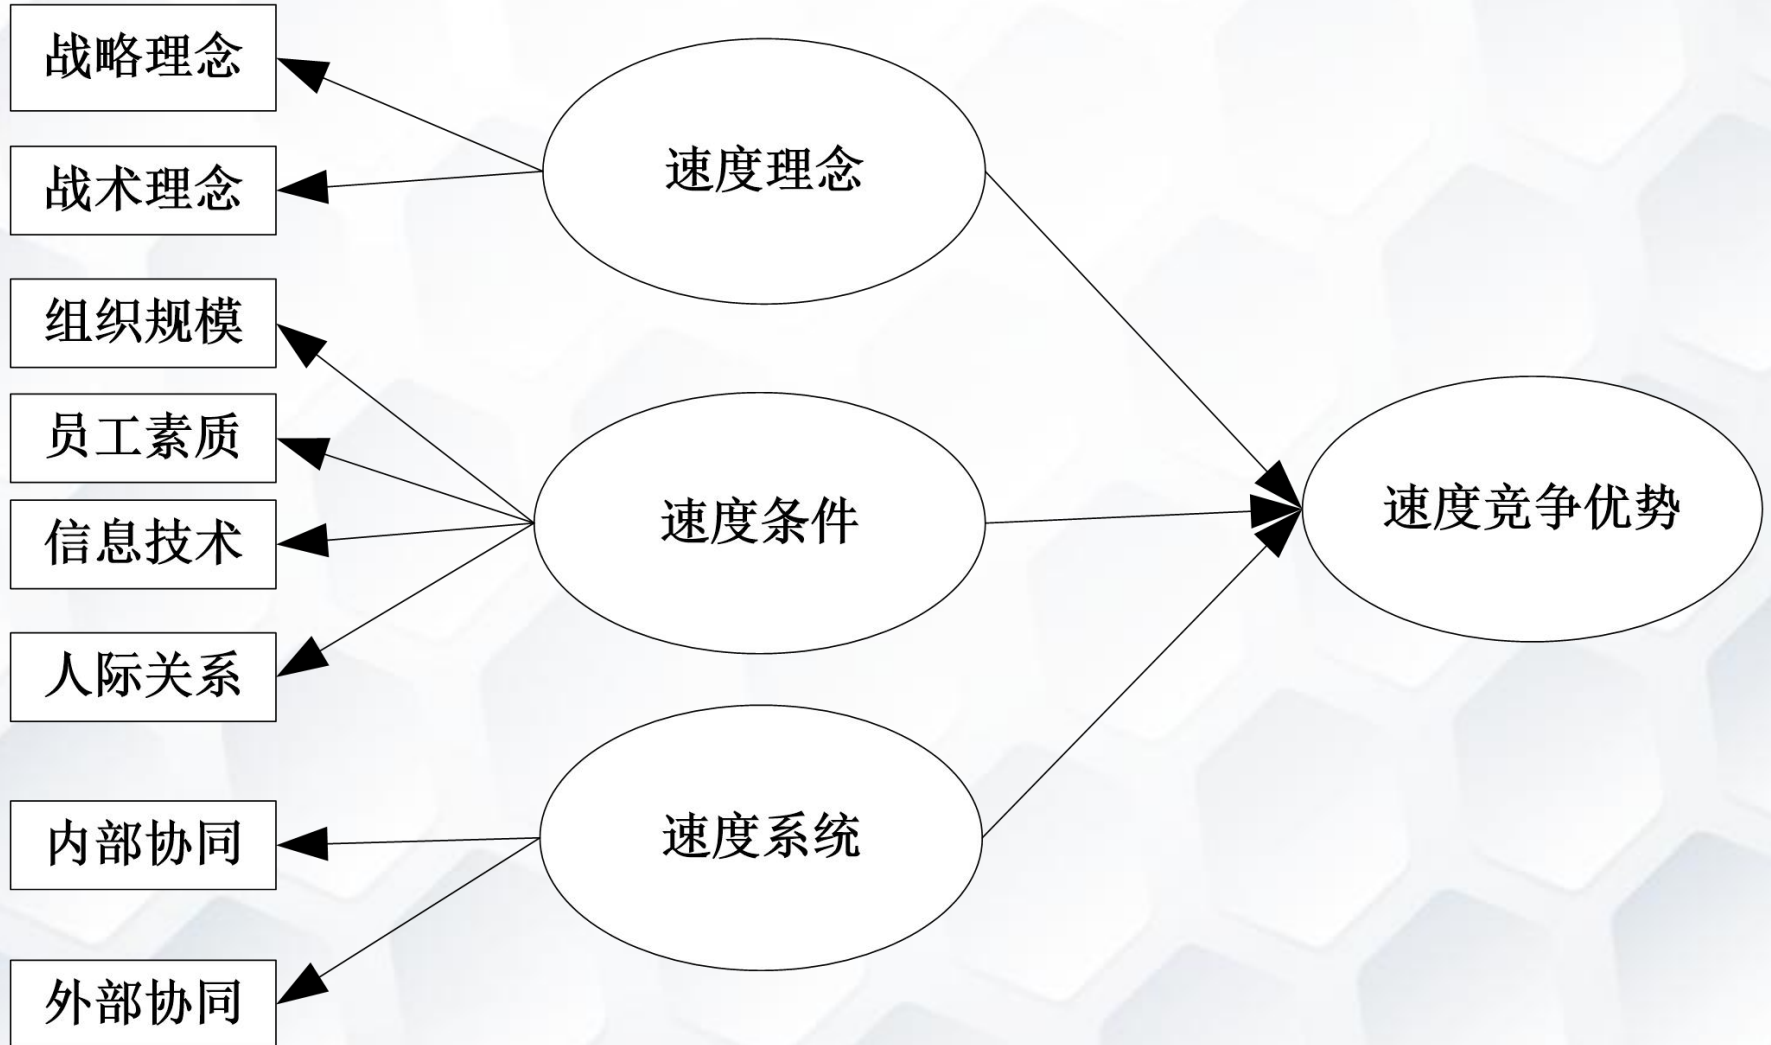 战略理念
战术理念
组织规模
员工素质
信息技术
人际关系
内部协同
外部协同
速度理念
速度条件
速度系统
速度竞争优势